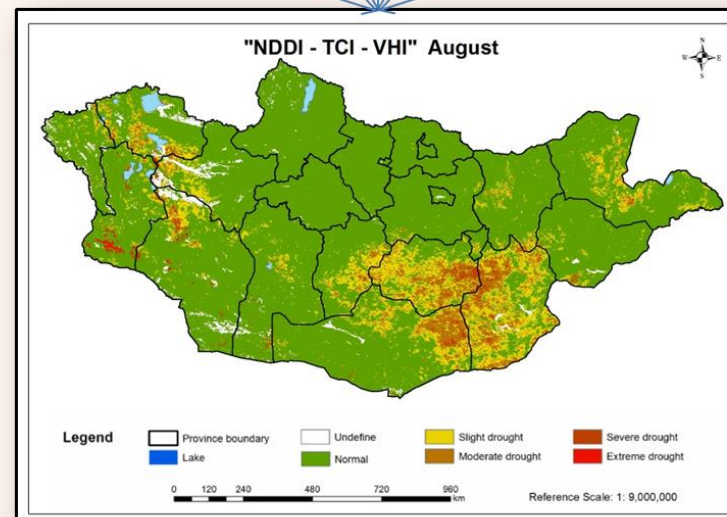 "NDDI - TCI - VHI" August
N
W E
S
Legend
Province boundary
Undefine
Slight drought
Severe drought
Lake
Normal
Moderate drought
Extreme drought
0 120 240 480 720 960
km
Reference Scale: 1: 9,000,000